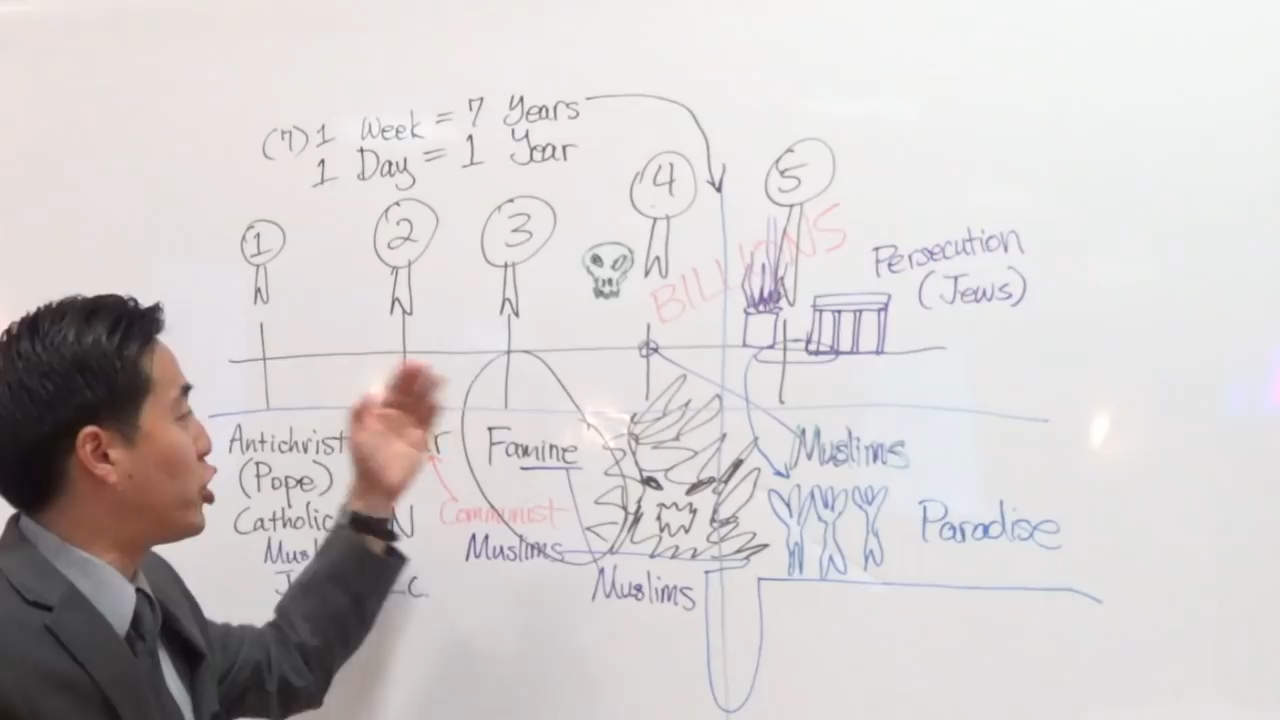 (7) 1 Week = 7 Years
1 Day = 1 Year
1
2
3
4
5
BILLIONS
Persecution
(Jews)
Antichrist
(Pope)
Catholic
Communist
Famine
Muslims
Muslims
Muslims
Paradise